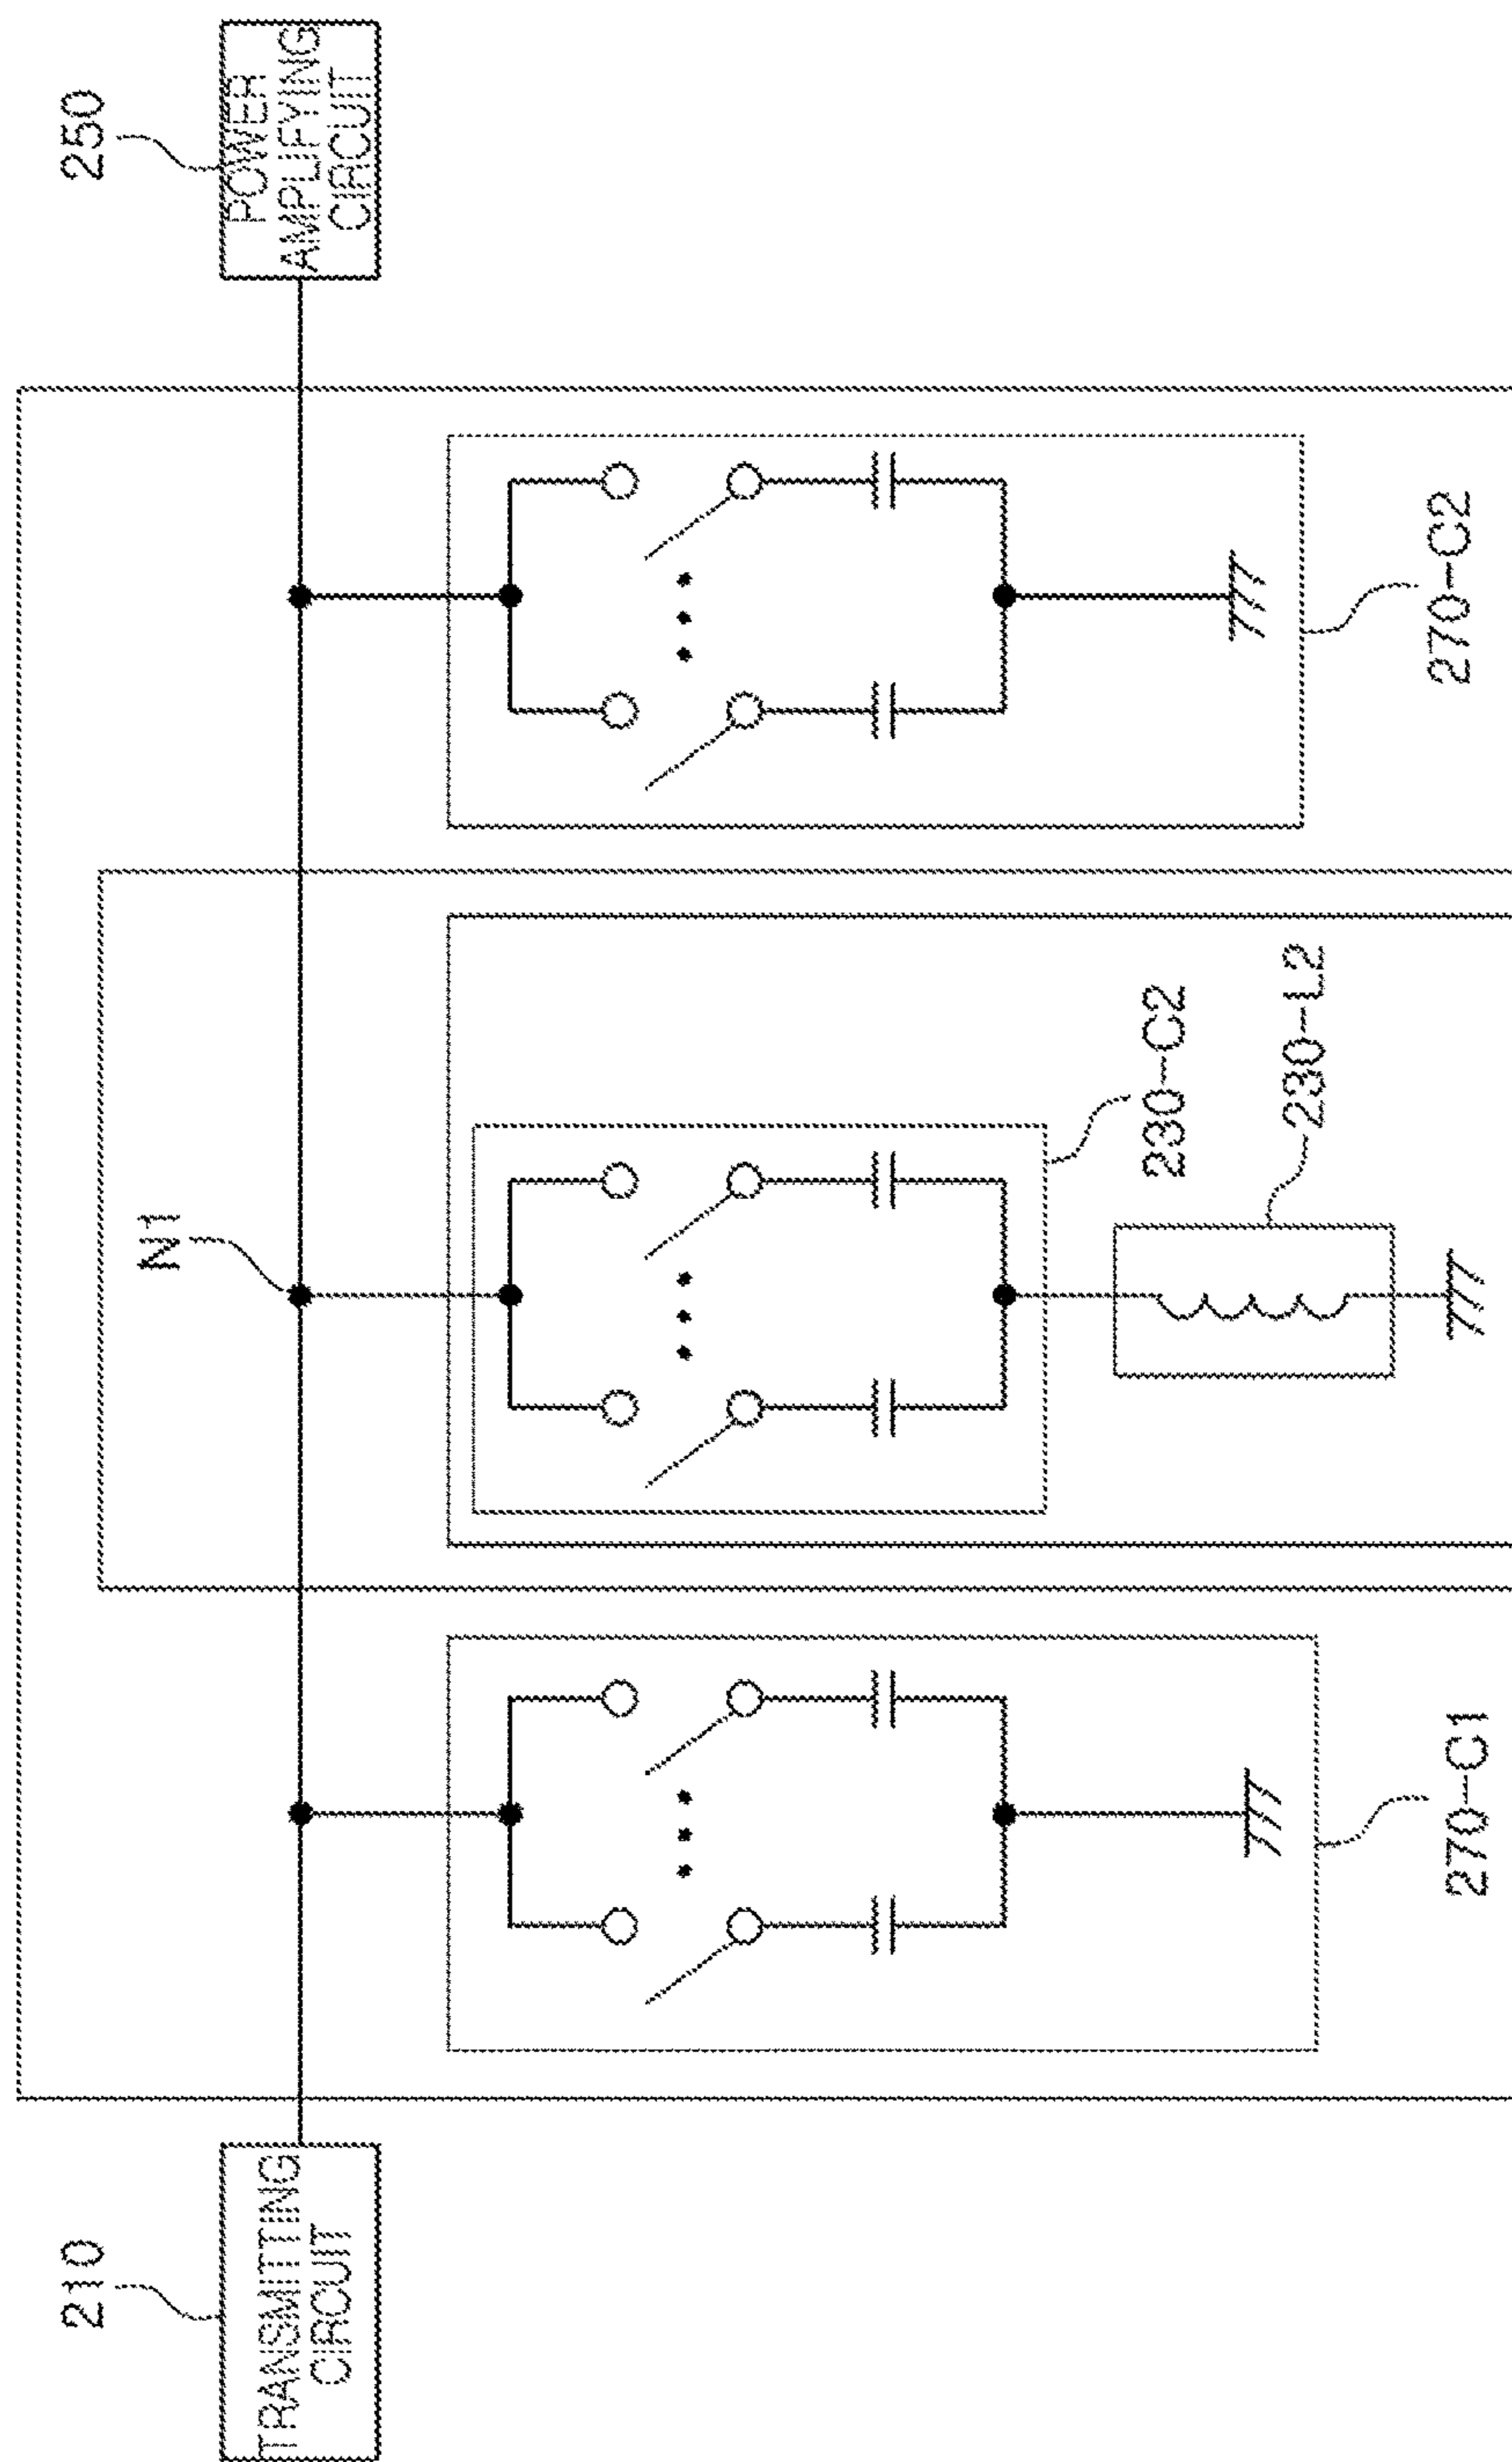 210
TRANSMITTING
CIRCUIT
N1
250
POWER
AMPLIFYING
CIRCUIT
270-C1
230-C2
230-L2
270-C2